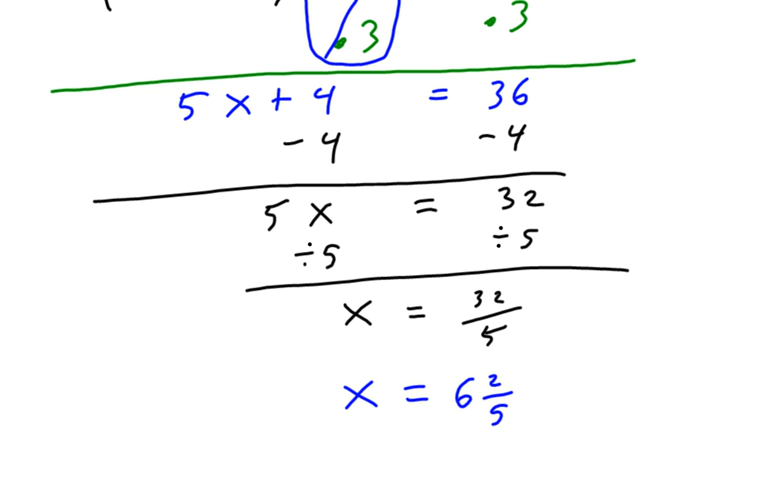 .3 .3
5x + 4 = 36
- 4 - 4
5x = 32
÷5 ÷5
x = 32/5
x = 6 2/5